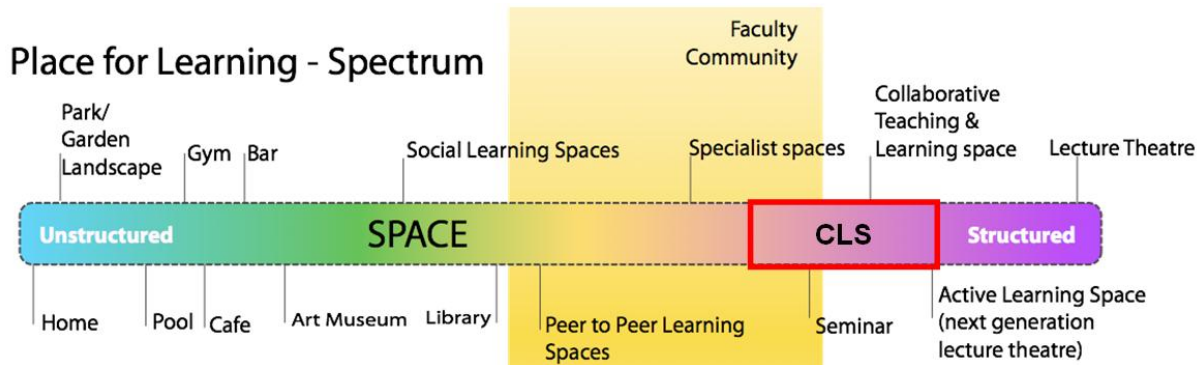 Place for Learning - Spectrum
Faculty
Community
Park/
Garden
Landscape
Gym
Bar
Social Learning Spaces
Specialist spaces
Collaborative
Teaching &
Learning space
Lecture Theatre
Unstructured
SPACE
CLS
Structured
Home
Pool
Cafe
Art Museum
Library
Peer to Peer Learning
Spaces
Seminar
Active Learning Space
(next generation
lecture theatre)